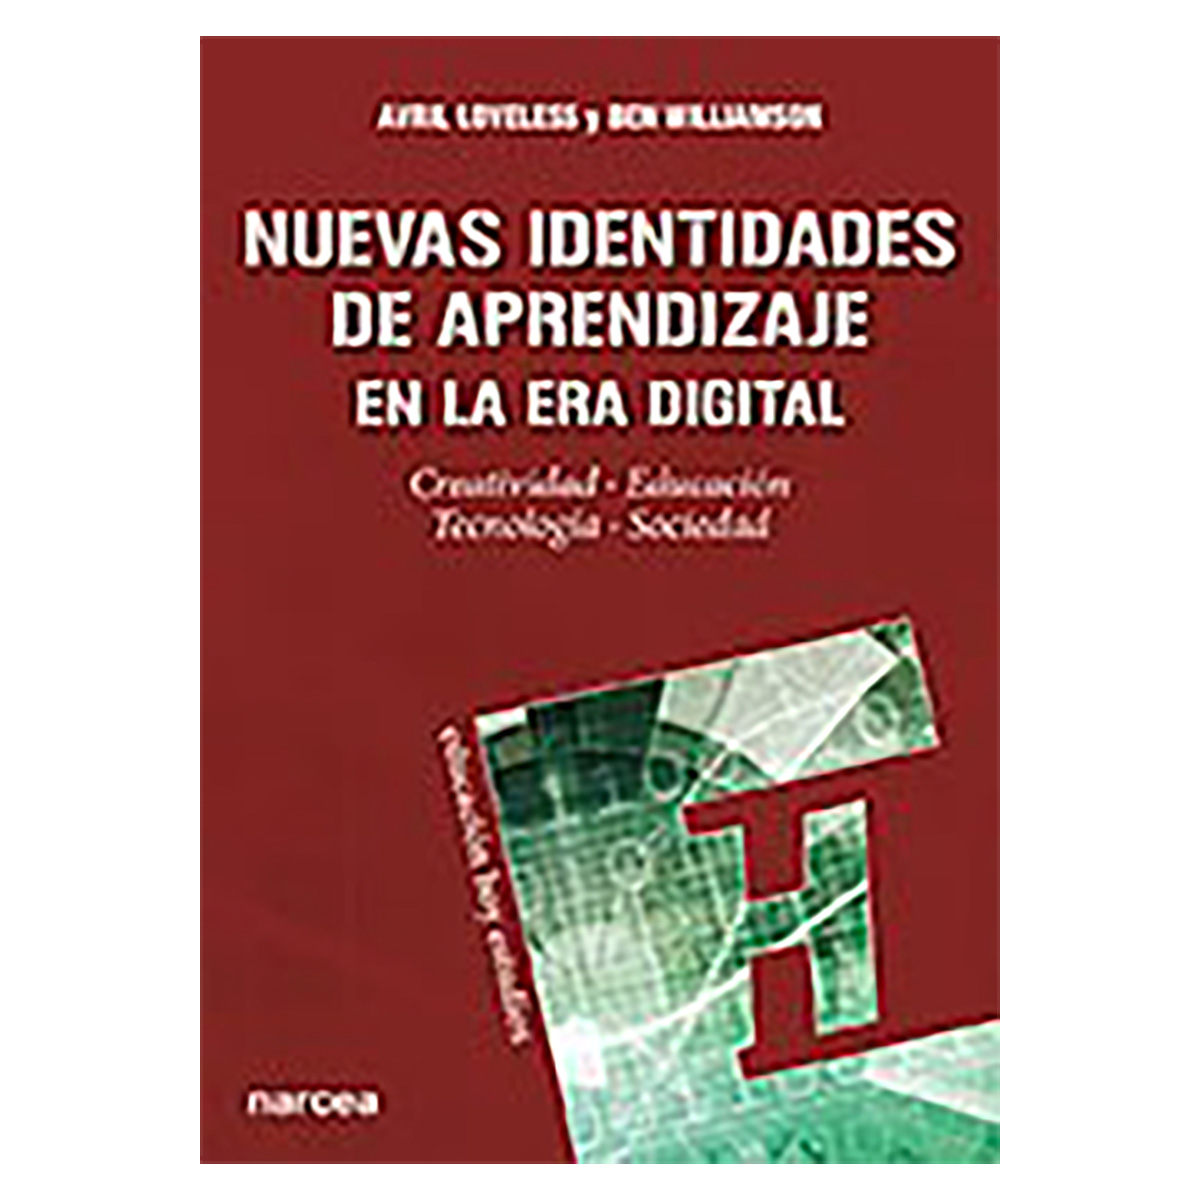 AVRIL LOVELESS y BEN WILLIAMSON
NUEVAS IDENTIDADES
DE APRENDIZAJE
EN LA ERA DIGITAL
Creatividad · Educación
Tecnología · Sociedad
educación hoy estudios
H
narcea